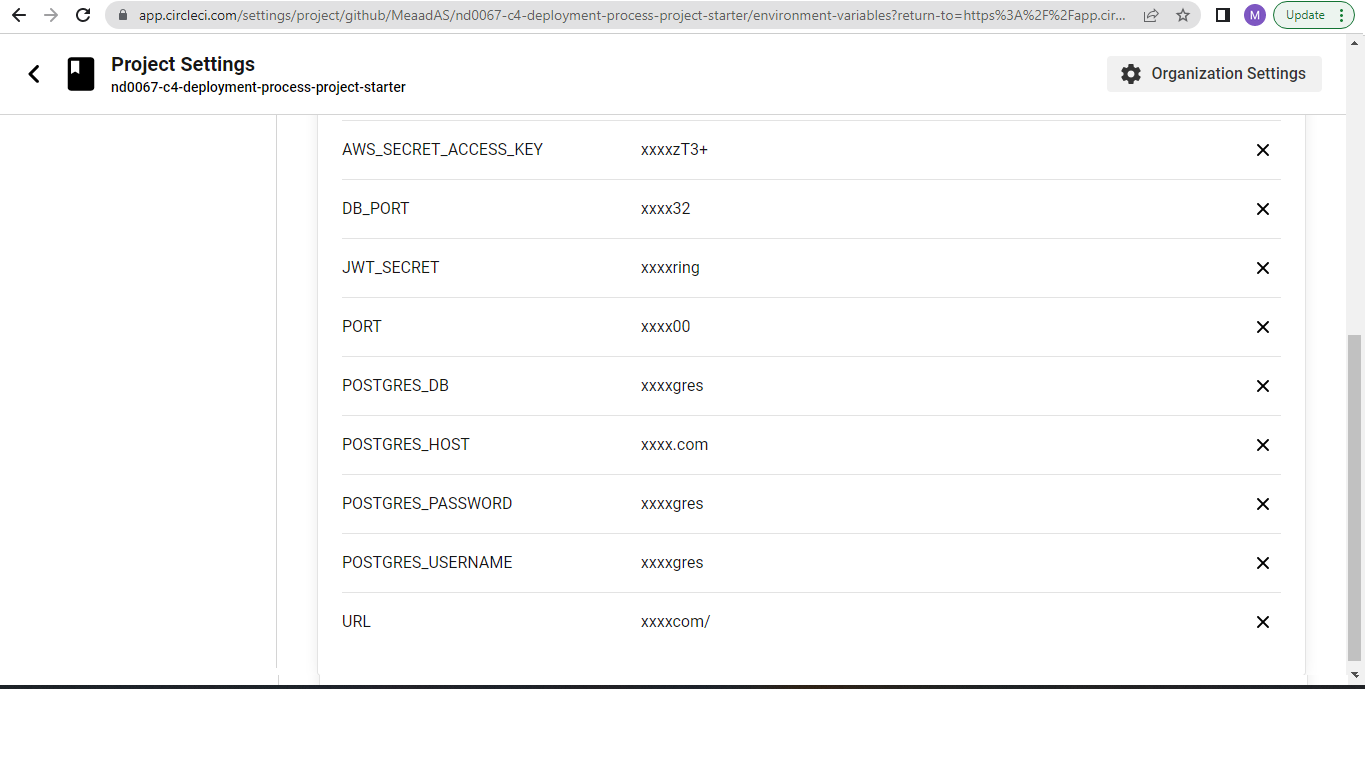 app.circleci.com/settings/project/github/MeaadAS/nd0067-c4-deployment-process-project-starter/environment-variables?return-to=https%3A%2F%2Fapp.cir...
M
Update
Project Settings
nd0067-c4-deployment-process-project-starter
Organization Settings
AWS_SECRET_ACCESS_KEY xxxxzT3+
DB_PORT xxxx32
JWT_SECRET xxxxring
PORT xxxx00
POSTGRES_DB xxxxgres
POSTGRES_HOST xxxx.com
POSTGRES_PASSWORD xxxxgres
POSTGRES_USERNAME xxxxgres
URL xxxxcom/